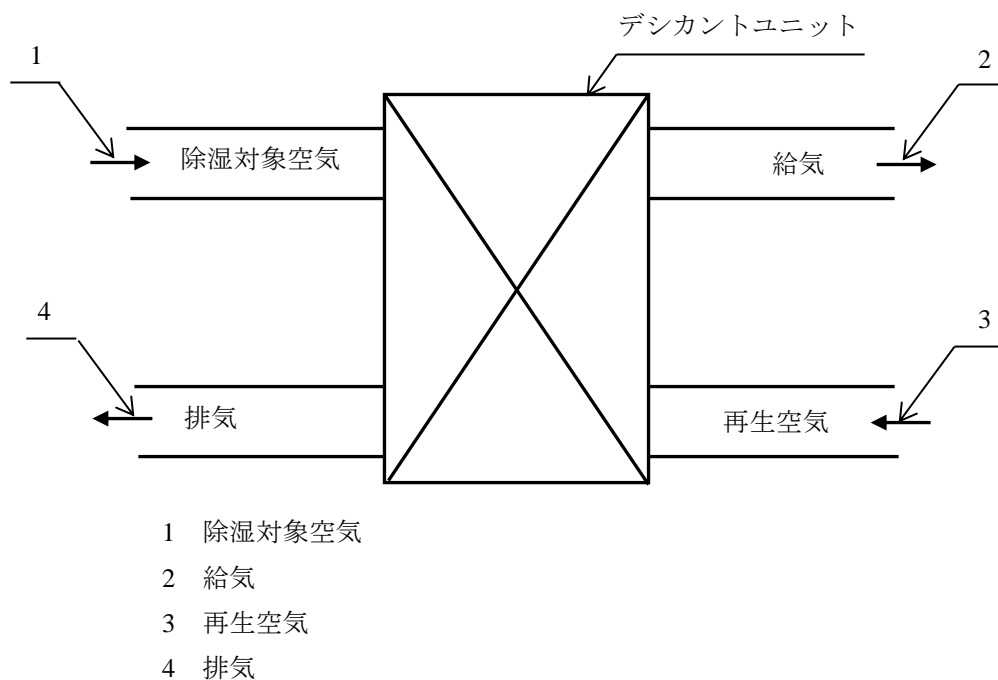 デシカントユニット
1
2
除湿対象空気
給気
4
3
排気
再生空気
1 除湿対象空気
2 給気
3 再生空気
4 排気